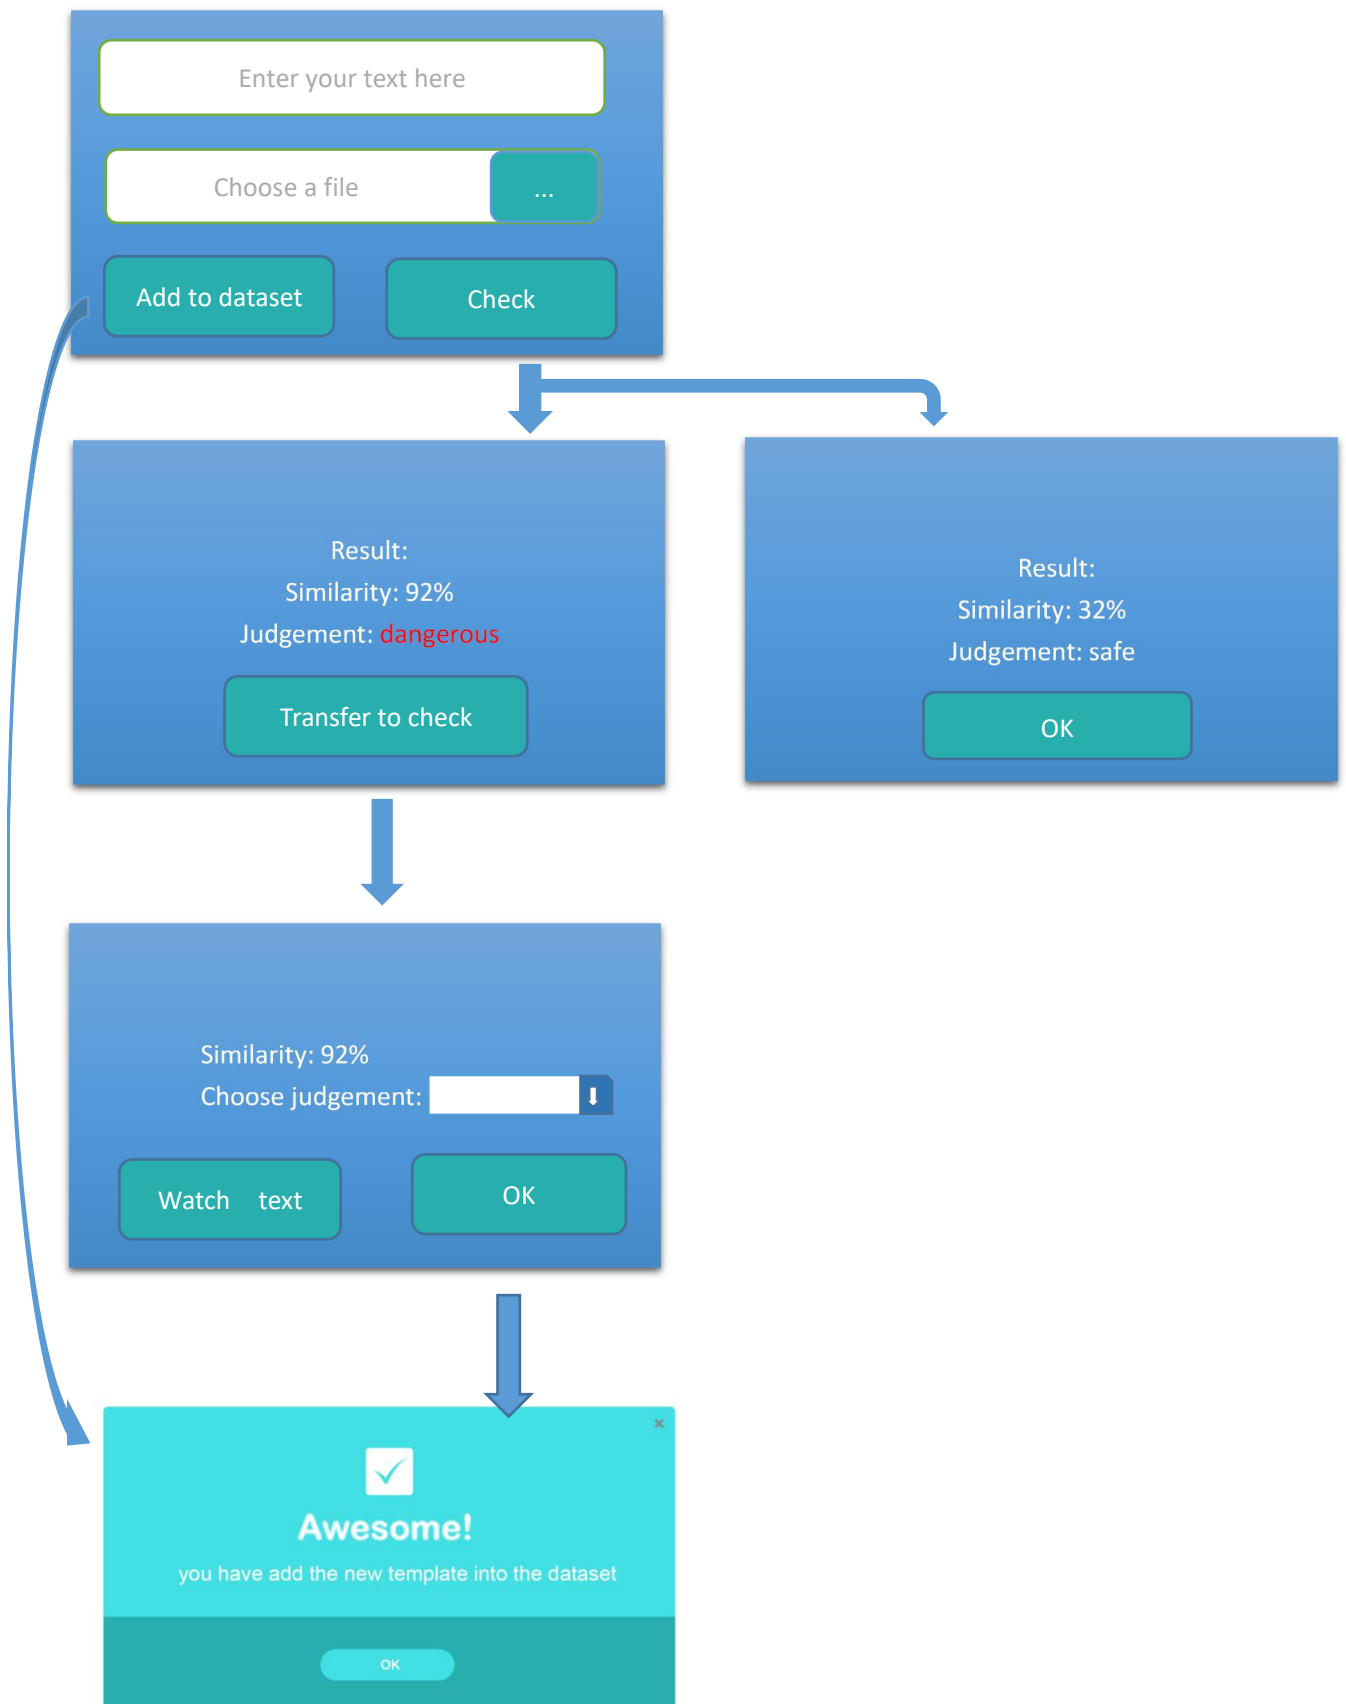 Enter your text here
Choose a file
...
Add to dataset
Check
Result:
Similarity: 92%
Judgement: dangerous
Transfer to check
Result:
Similarity: 32%
Judgement: safe
OK
Similarity: 92%
Choose judgement:
Watch text
OK
Awesome!
you have add the new template into the dataset
OK